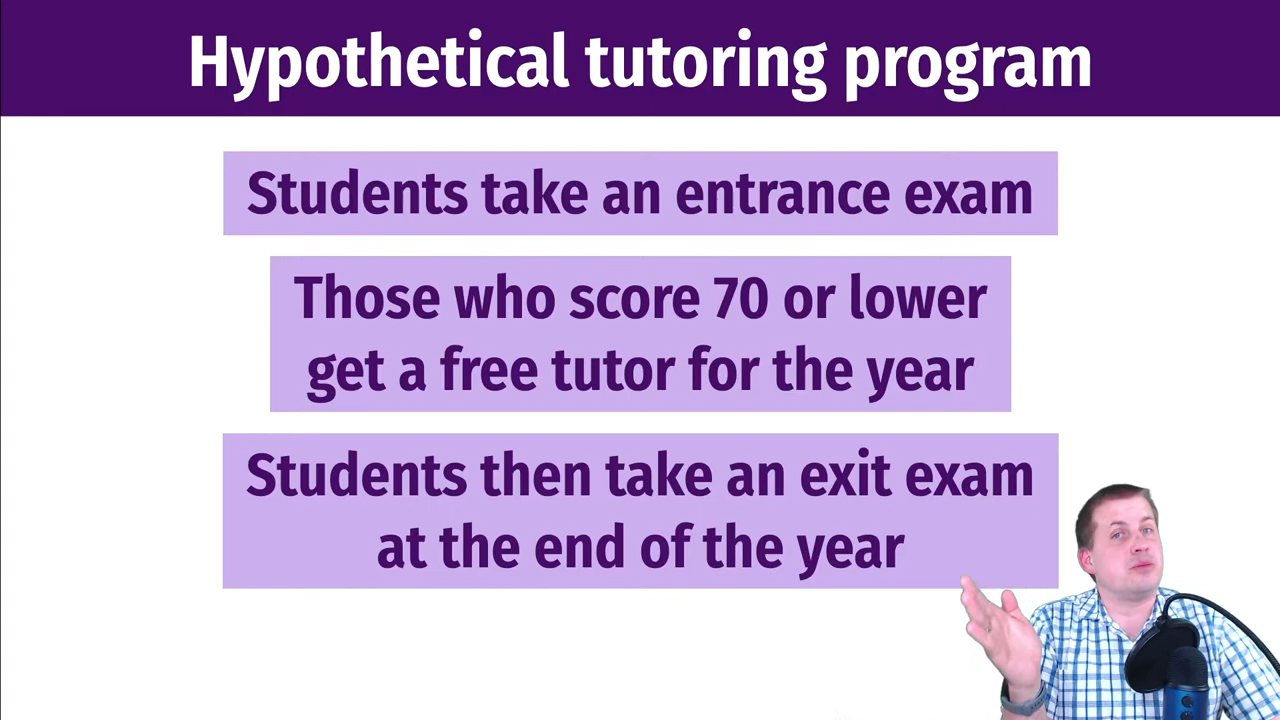 Hypothetical tutoring program
Students take an entrance exam
Those who score 70 or lower
get a free tutor for the year
Students then take an exit exam
at the end of the year